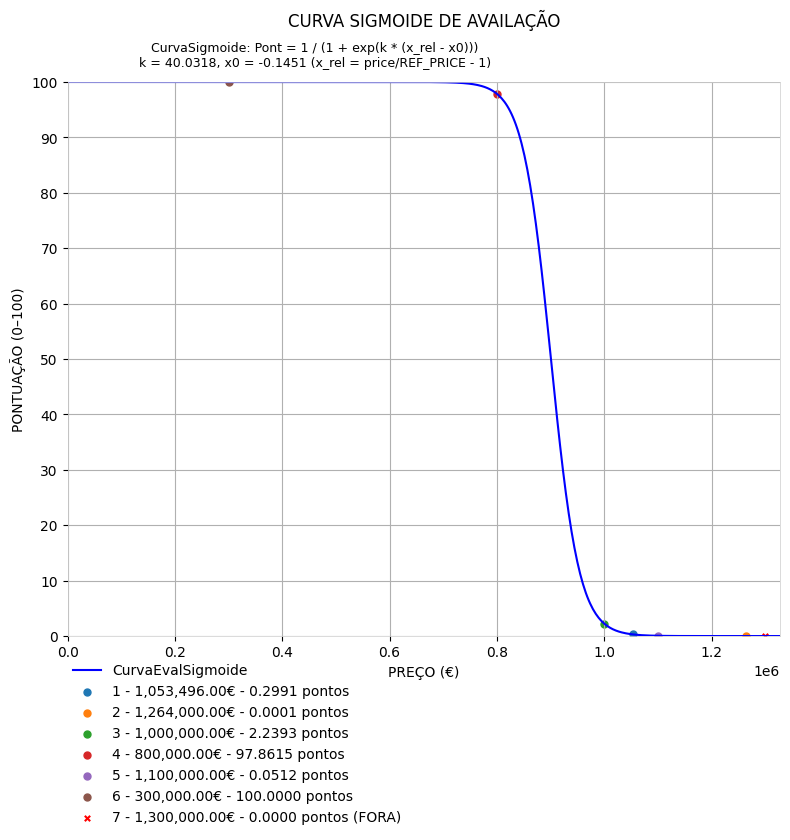 CURVA SIGMOIDE DE AVAILAÇÃO
CurvaSigmoide: Pont = 1 / (1 + exp(k * (x_rel - x0)))
k = 40.0318, x0 = -0.1451 (x_rel = price/REF_PRICE - 1)
PONTUAÇÃO (0–100)
100
90
80
70
60
50
40
30
20
10
0
0.0 0.2 0.4 0.6 0.8 1.0 1.2
PREÇO (€)
1e6
CurvaEvalSigmoide
1 - 1,053,496.00€ - 0.2991 pontos
2 - 1,264,000.00€ - 0.0001 pontos
3 - 1,000,000.00€ - 2.2393 pontos
4 - 800,000.00€ - 97.8615 pontos
5 - 1,100,000.00€ - 0.0512 pontos
6 - 300,000.00€ - 100.0000 pontos
7 - 1,300,000.00€ - 0.0000 pontos (FORA)